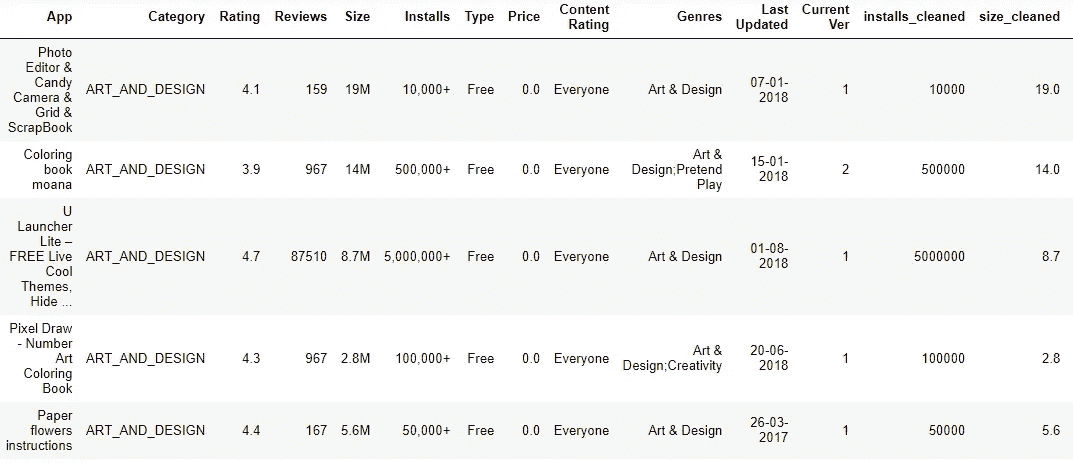 App Category Rating Reviews Size Installs Type Price Content Rating Genres Last Updated Current Ver installs_cleaned size_cleaned
Photo Editor & Candy Camera & Grid & ScrapBook ART_AND_DESIGN 4.1 159 19M 10,000+ Free 0.0 Everyone Art & Design 07-01-2018 1 10000 19.0
Coloring book moana ART_AND_DESIGN 3.9 967 14M 500,000+ Free 0.0 Everyone Art & Design;Pretend Play 15-01-2018 2 500000 14.0
U Launcher Lite – FREE Live Cool Themes, Hide ... ART_AND_DESIGN 4.7 87510 8.7M 5,000,000+ Free 0.0 Everyone Art & Design 01-08-2018 1 5000000 8.7
Pixel Draw - Number Art Coloring Book ART_AND_DESIGN 4.3 967 2.8M 100,000+ Free 0.0 Everyone Art & Design;Creativity 20-06-2018 1 100000 2.8
Paper flowers instructions ART_AND_DESIGN 4.4 167 5.6M 50,000+ Free 0.0 Everyone Art & Design 26-03-2017 1 50000 5.6